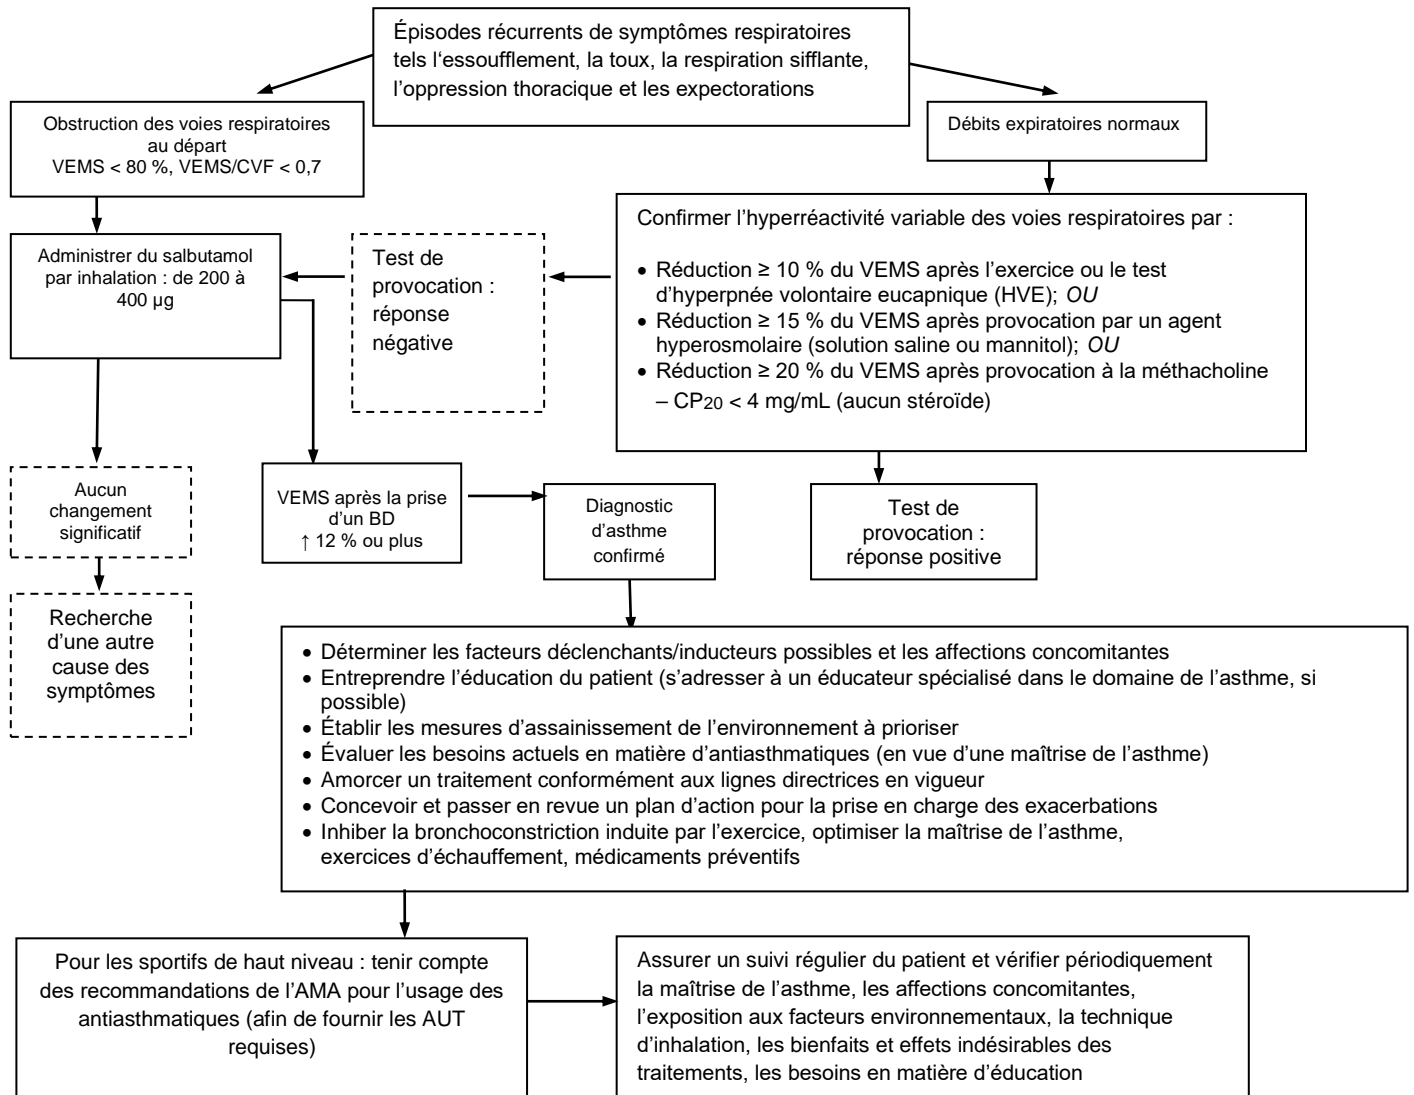 Épisodes récurrents de symptômes respiratoires
tels l‘essoufflement, la toux, la respiration sifflante,
l’oppression thoracique et les expectorations
Obstruction des voies respiratoires
au départ
VEMS < 80 %, VEMS/CVF < 0,7
Débits expiratoires normaux
Administrer du salbutamol
par inhalation : de 200 à
400 µg
Test de
provocation :
réponse
négative
Confirmer l’hyperréactivité variable des voies respiratoires par :
• Réduction ≥ 10 % du VEMS après l’exercice ou le test
d’hyperpnée volontaire eucapnique (HVE); OU
• Réduction ≥ 15 % du VEMS après provocation par un agent
hyperosmolaire (solution saline ou mannitol); OU
• Réduction ≥ 20 % du VEMS après provocation à la méthacholine
– CP20 < 4 mg/mL (aucun stéroïde)
Aucun
changement
significatif
VEMS après la prise
d’un BD
↑ 12 % ou plus
Diagnostic
d’asthme
confirmé
Test de
provocation :
réponse positive
Recherche
d’une autre
cause des
symptômes
• Déterminer les facteurs déclenchants/inducteurs possibles et les affections concomitantes
• Entreprendre l’éducation du patient (s’adresser à un éducateur spécialisé dans le domaine de l’asthme, si
possible)
• Établir les mesures d’assainissement de l’environnement à prioriser
• Évaluer les besoins actuels en matière d’antiasthmatiques (en vue d’une maîtrise de l’asthme)
• Amorcer un traitement conformément aux lignes directrices en vigueur
• Concevoir et passer en revue un plan d’action pour la prise en charge des exacerbations
• Inhiber la bronchoconstriction induite par l’exercice, optimiser la maîtrise de l’asthme,
exercices d’échauffement, médicaments préventifs
Pour les sportifs de haut niveau : tenir compte
des recommandations de l’AMA pour l’usage des
antiasthmatiques (afin de fournir les AUT
requises)
Assurer un suivi régulier du patient et vérifier périodiquement
la maîtrise de l’asthme, les affections concomitantes,
l’exposition aux facteurs environnementaux, la technique
d’inhalation, les bienfaits et effets indésirables des
traitements, les besoins en matière d’éducation